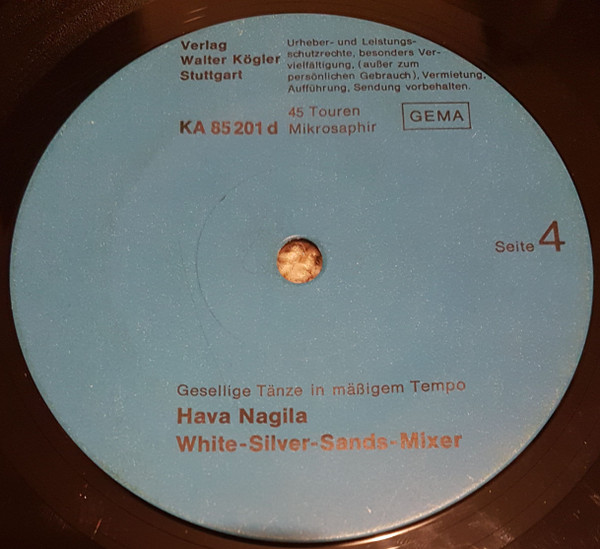 Verlag
Walter Kögler
Stuttgart
Urheber- und Leistungs-
schutzrechte, besonders Ver-
vielfältigung, (außer zum
persönlichen Gebrauch), Vermietung,
Aufführung, Sendung vorbehalten.
KA 85 201 d
45 Touren
Mikrosaphir
GEMA
Seite 4
Gesellige Tänze in mäßigem Tempo
Hava Nagila
White-Silver-Sands-Mixer